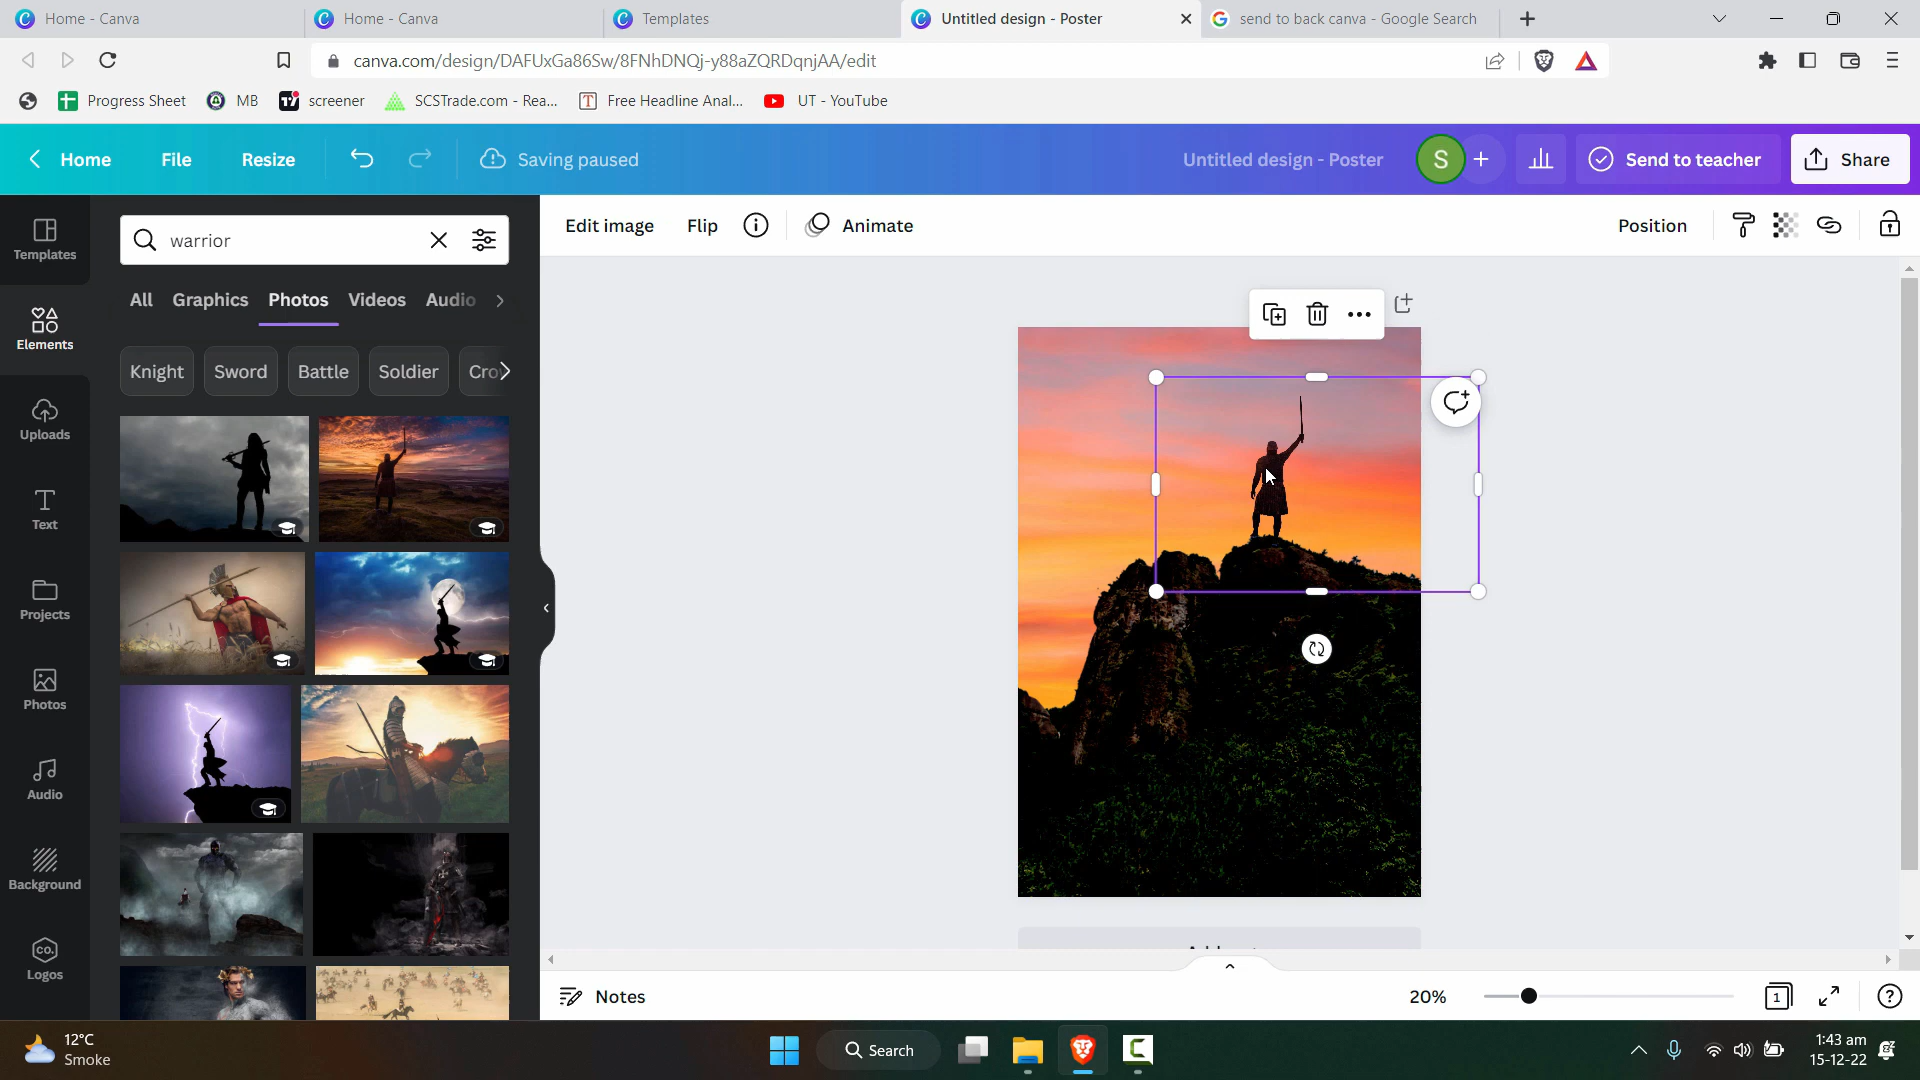 Home - Canva
Home - Canva
Templates
Untitled design - Poster
send to back canva - Google Search
canva.com/design/DAFUxGa86Sw/8FNhDNQj-y88aZQRDqnjAA/edit
Progress Sheet
MB
screener
SCSTrade.com - Rea...
Free Headline Anal...
UT - YouTube
Home
File
Resize
Saving paused
Untitled design - Poster
S
Send to teacher
Share
Templates
Elements
Uploads
Text
Projects
Photos
Audio
Background
CO.
Logos
warrior
All
Graphics
Photos
Videos
Audio
Knight
Sword
Battle
Soldier
Edit image
Flip
Animate
Position
Notes
20%
1
12°C
Smoke
Search
1:43 am
15-12-22